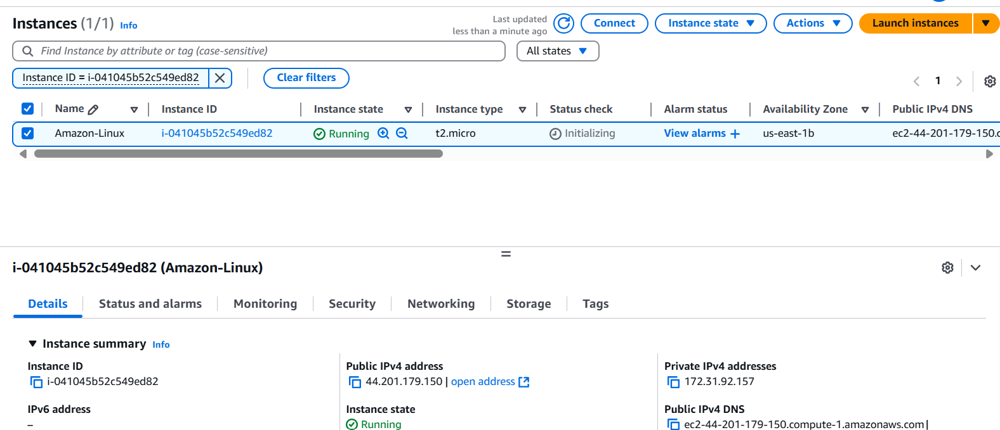 Instances (1/1) Info
Last updated
less than a minute ago
Connect
Instance state
Actions
Launch instances
Find Instance by attribute or tag (case-sensitive)
All states
Instance ID = i-041045b52c549ed82
Clear filters
1
Name Instance ID Instance state Instance type Status check Alarm status Availability Zone Public IPv4 DNS
Amazon-Linux i-041045b52c549ed82 Running t2.micro Initializing View alarms + us-east-1b ec2-44-201-179-150.c
i-041045b52c549ed82 (Amazon-Linux)
Details Status and alarms Monitoring Security Networking Storage Tags
Instance summary Info
Instance ID
i-041045b52c549ed82
Public IPv4 address
44.201.179.150 | open address
Private IPv4 addresses
172.31.92.157
IPv6 address
–
Instance state
Running
Public IPv4 DNS
ec2-44-201-179-150.compute-1.amazonaws.com |